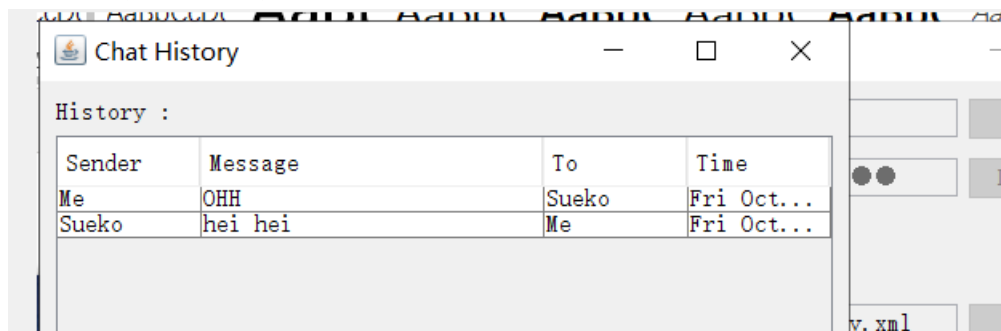 Chat History
History :
Sender Message To Time
Me OHH Sueko Fri Oct...
Sueko hei hei Me Fri Oct...